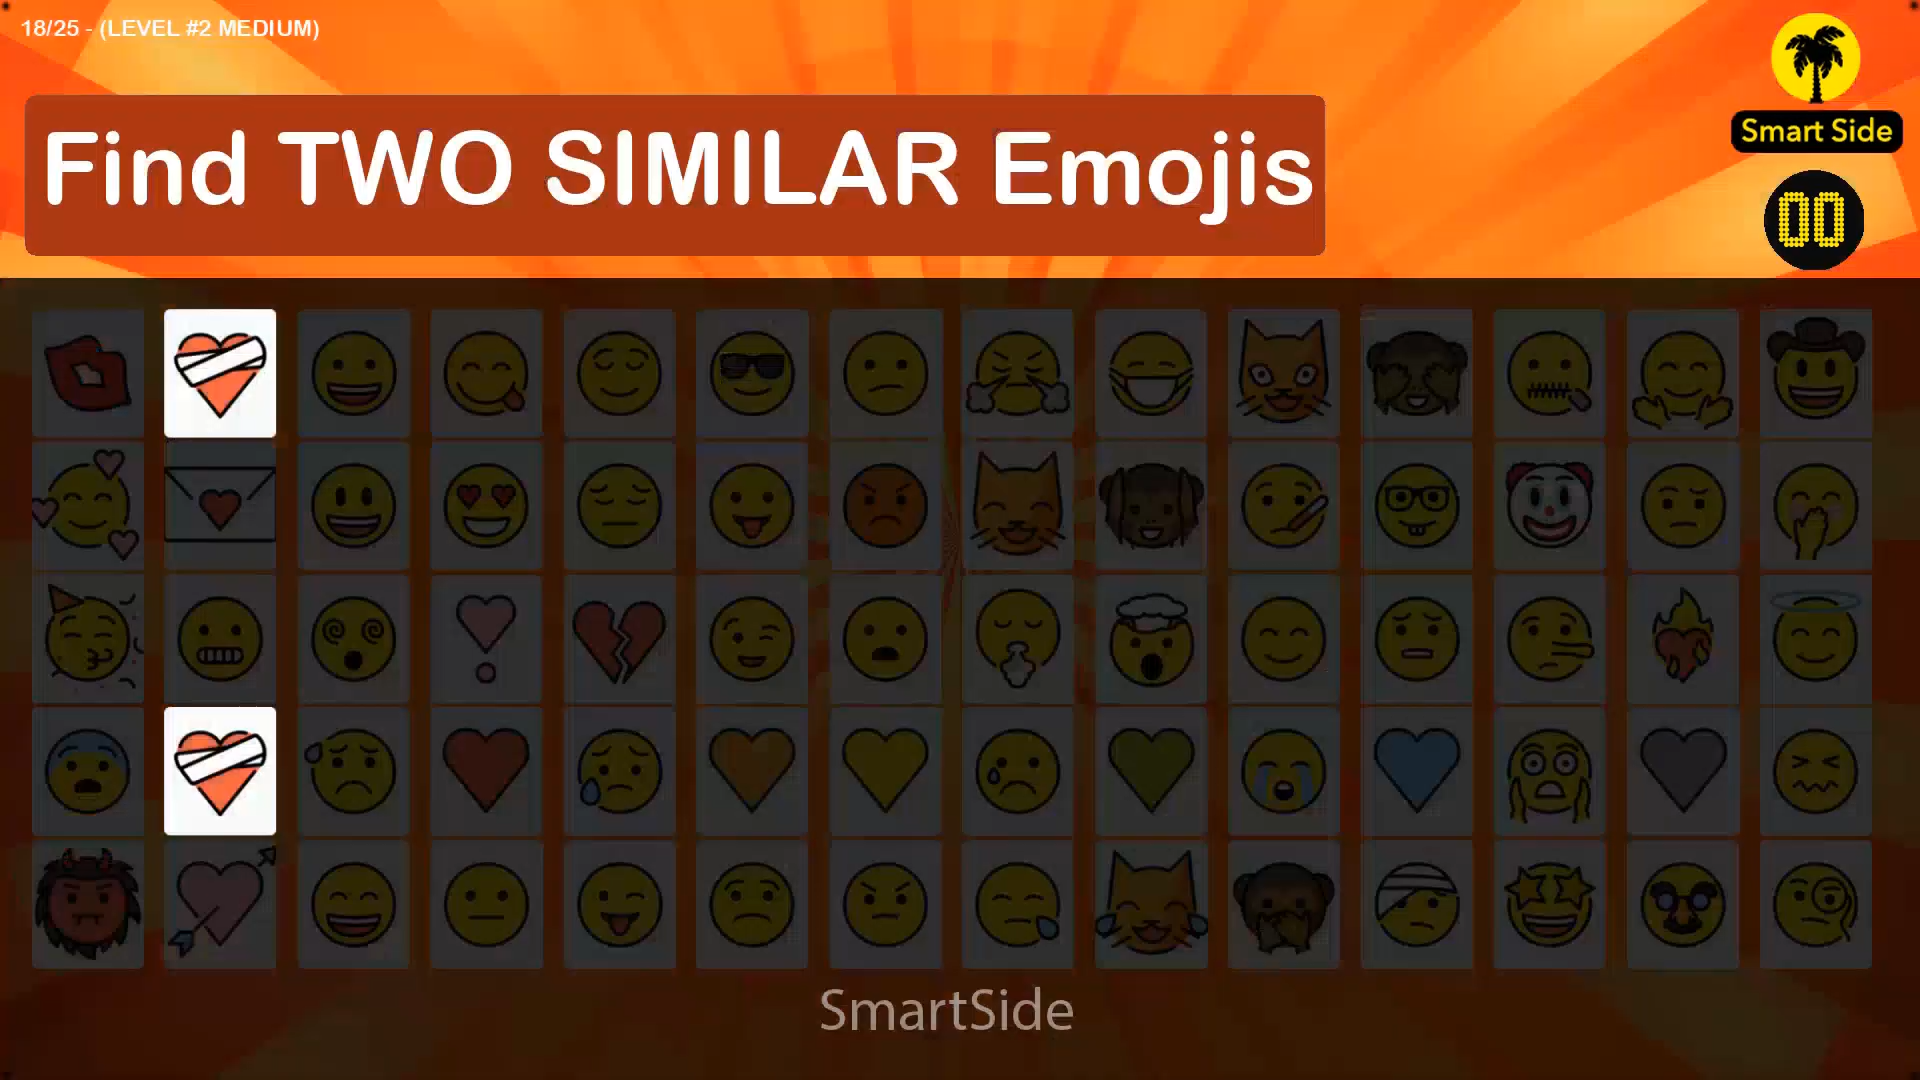 18/25 - (LEVEL #2 MEDIUM)
Smart Side
Find TWO SIMILAR Emojis
00
SmartSide